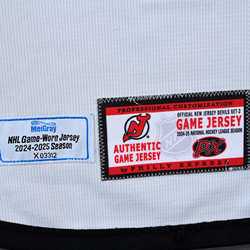 MeiGray
NHL Game-Worn Jersey
2024-2025 Season
X03312
PROFESSIONAL CUSTOMIZATION
OFFICIAL NEW JERSEY DEVILS SET-2
GAME JERSEY
2024-25 NATIONAL HOCKEY LEAGUE SEASON
AUTHENTIC
GAME JERSEY
PX
by PHILLY EXPRESS